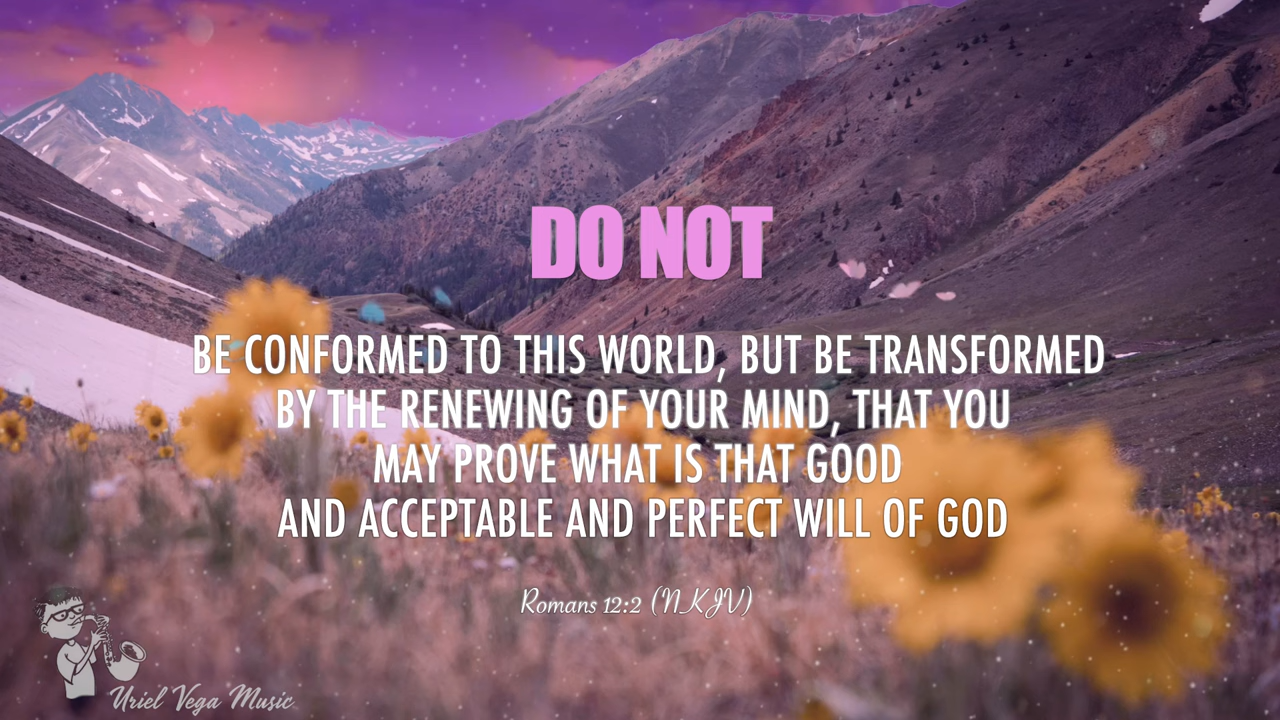 DO NOT
BE CONFORMED TO THIS WORLD, BUT BE TRANSFORMED
BY THE RENEWING OF YOUR MIND, THAT YOU
MAY PROVE WHAT IS THAT GOOD
AND ACCEPTABLE AND PERFECT WILL OF GOD
Romans 12:2 (NKJV)
Uriel Vega Music